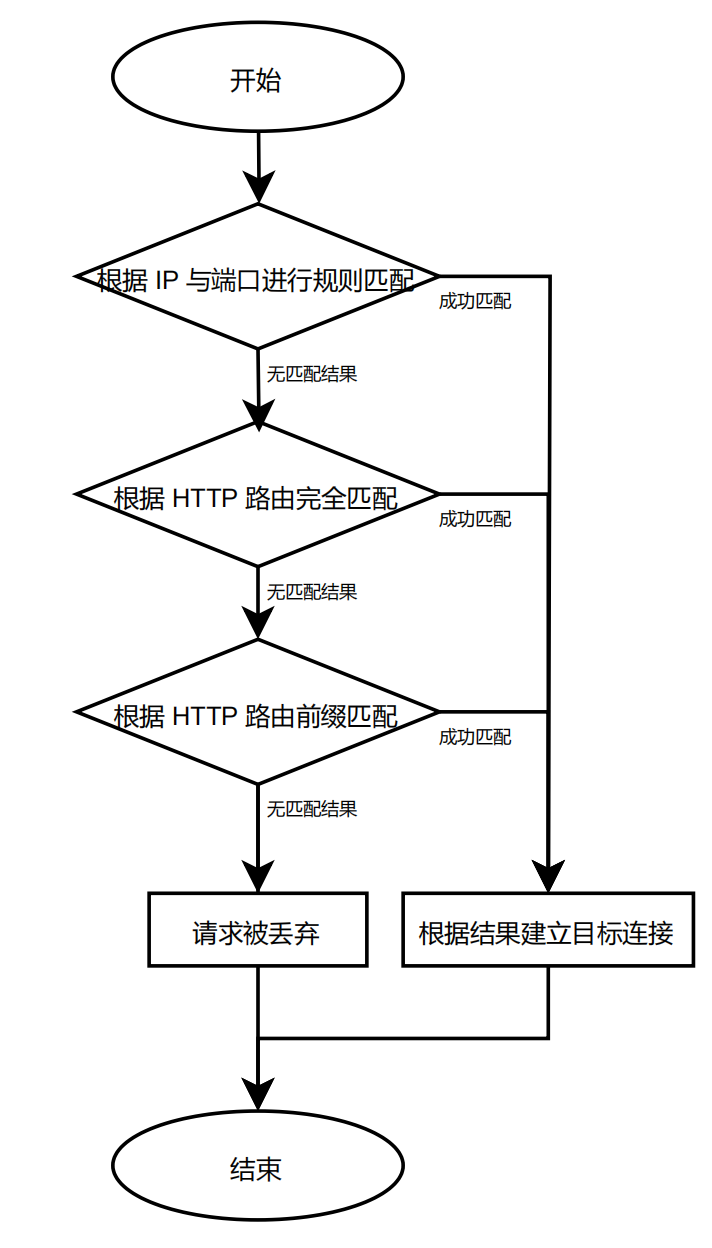 开始
根据 IP 与端口进行规则匹配
成功匹配
无匹配结果
根据 HTTP 路由完全匹配
成功匹配
无匹配结果
根据 HTTP 路由前缀匹配
成功匹配
无匹配结果
请求被丢弃
根据结果建立目标连接
结束